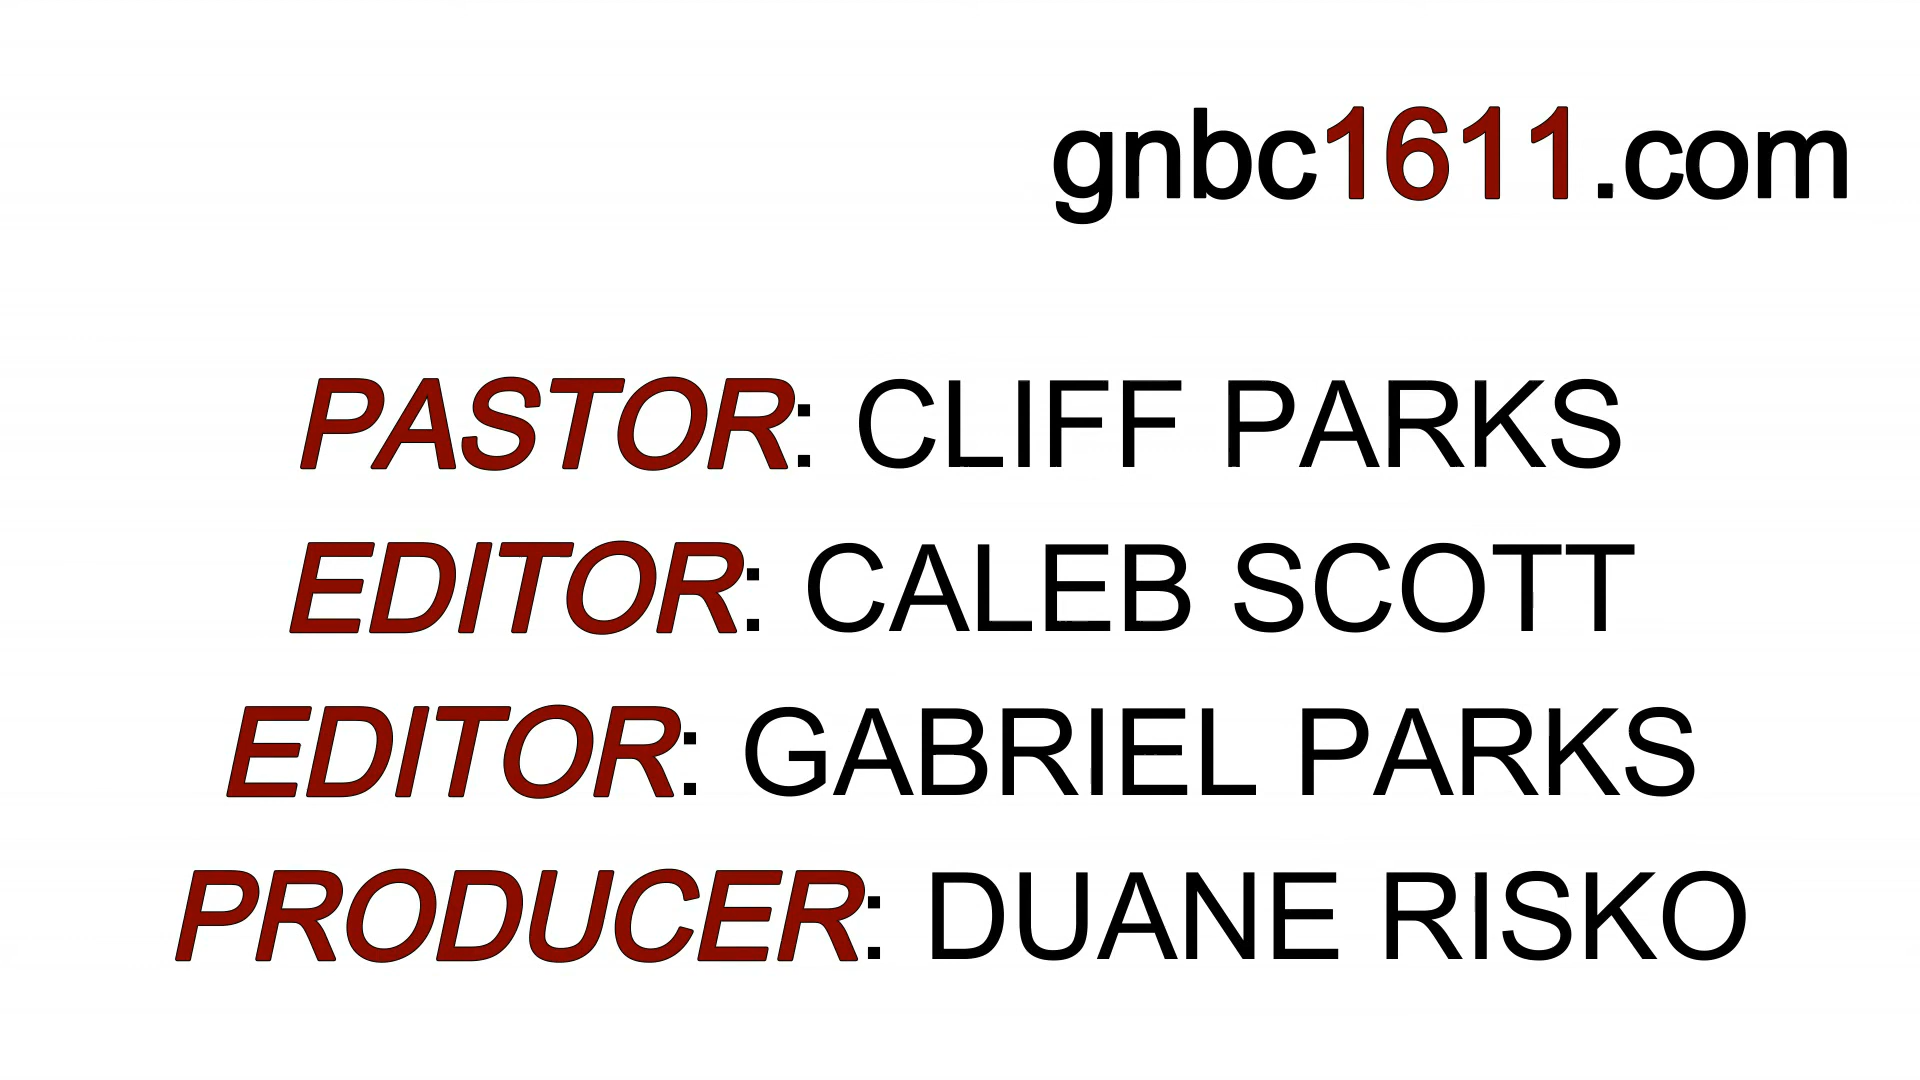 gnbc1611.com
PASTOR: CLIFF PARKS
EDITOR: CALEB SCOTT
EDITOR: GABRIEL PARKS
PRODUCER: DUANE RISKO